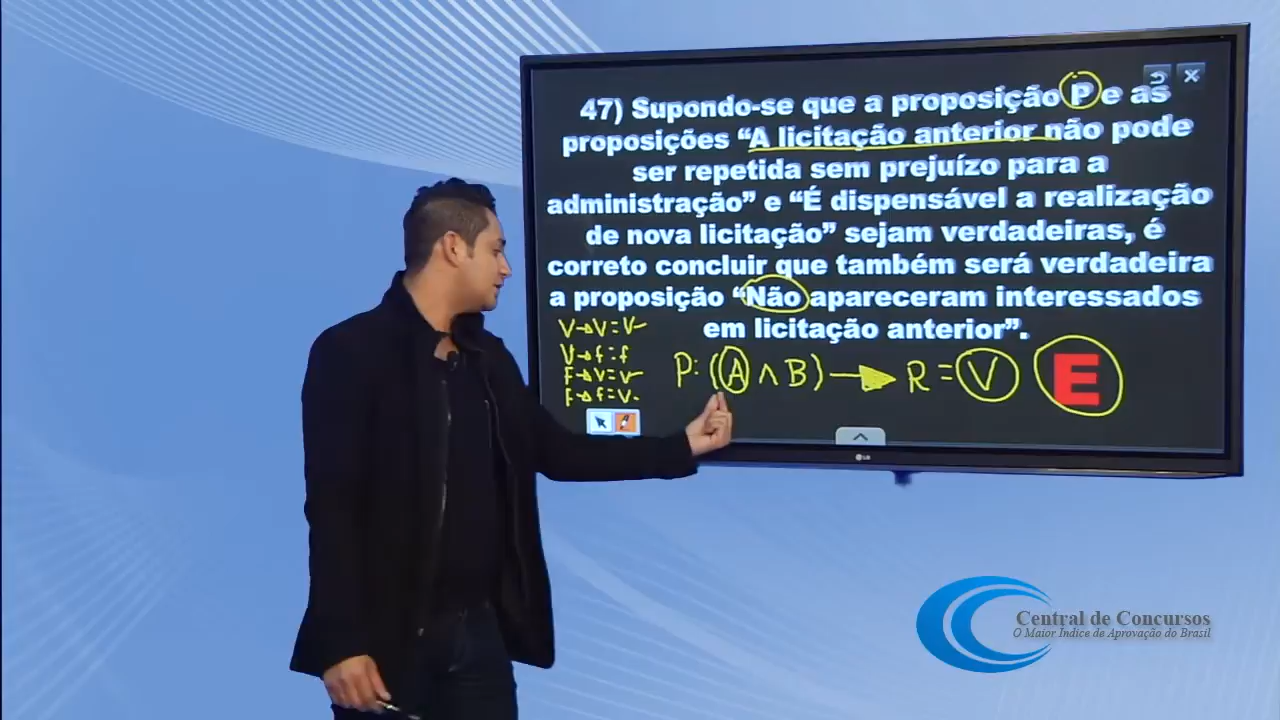 47) Supondo-se que a proposição P e as
proposições “A licitação anterior não pode
ser repetida sem prejuízo para a
administração” e “É dispensável a realização
de nova licitação” sejam verdadeiras, é
correto concluir que também será verdadeira
a proposição “Não apareceram interessados
em licitação anterior”.
V→V=V
V→f=f
F→V=V
F→f=V
P: (A ∧ B) → R = V E
LG
Central de Concursos
O Maior Índice de Aprovação do Brasil